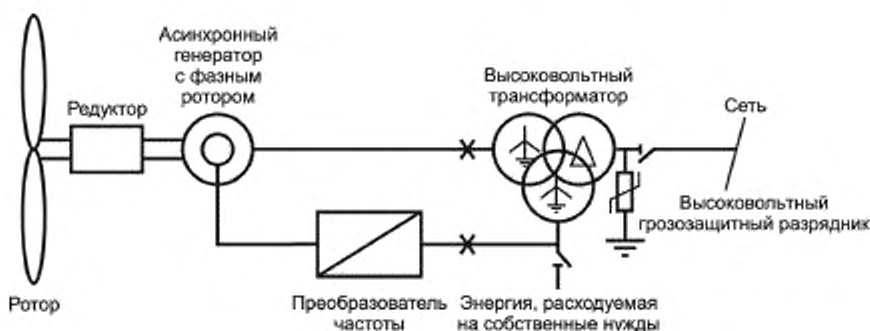 Асинхронный
генератор
с фазным
ротором
Редуктор
Высоковольтный
трансформатор
Сеть
Высоковольтный
грозозащитный разрядник
Ротор
Преобразователь
частоты
Энергия, расходуемая
на собственные нужды